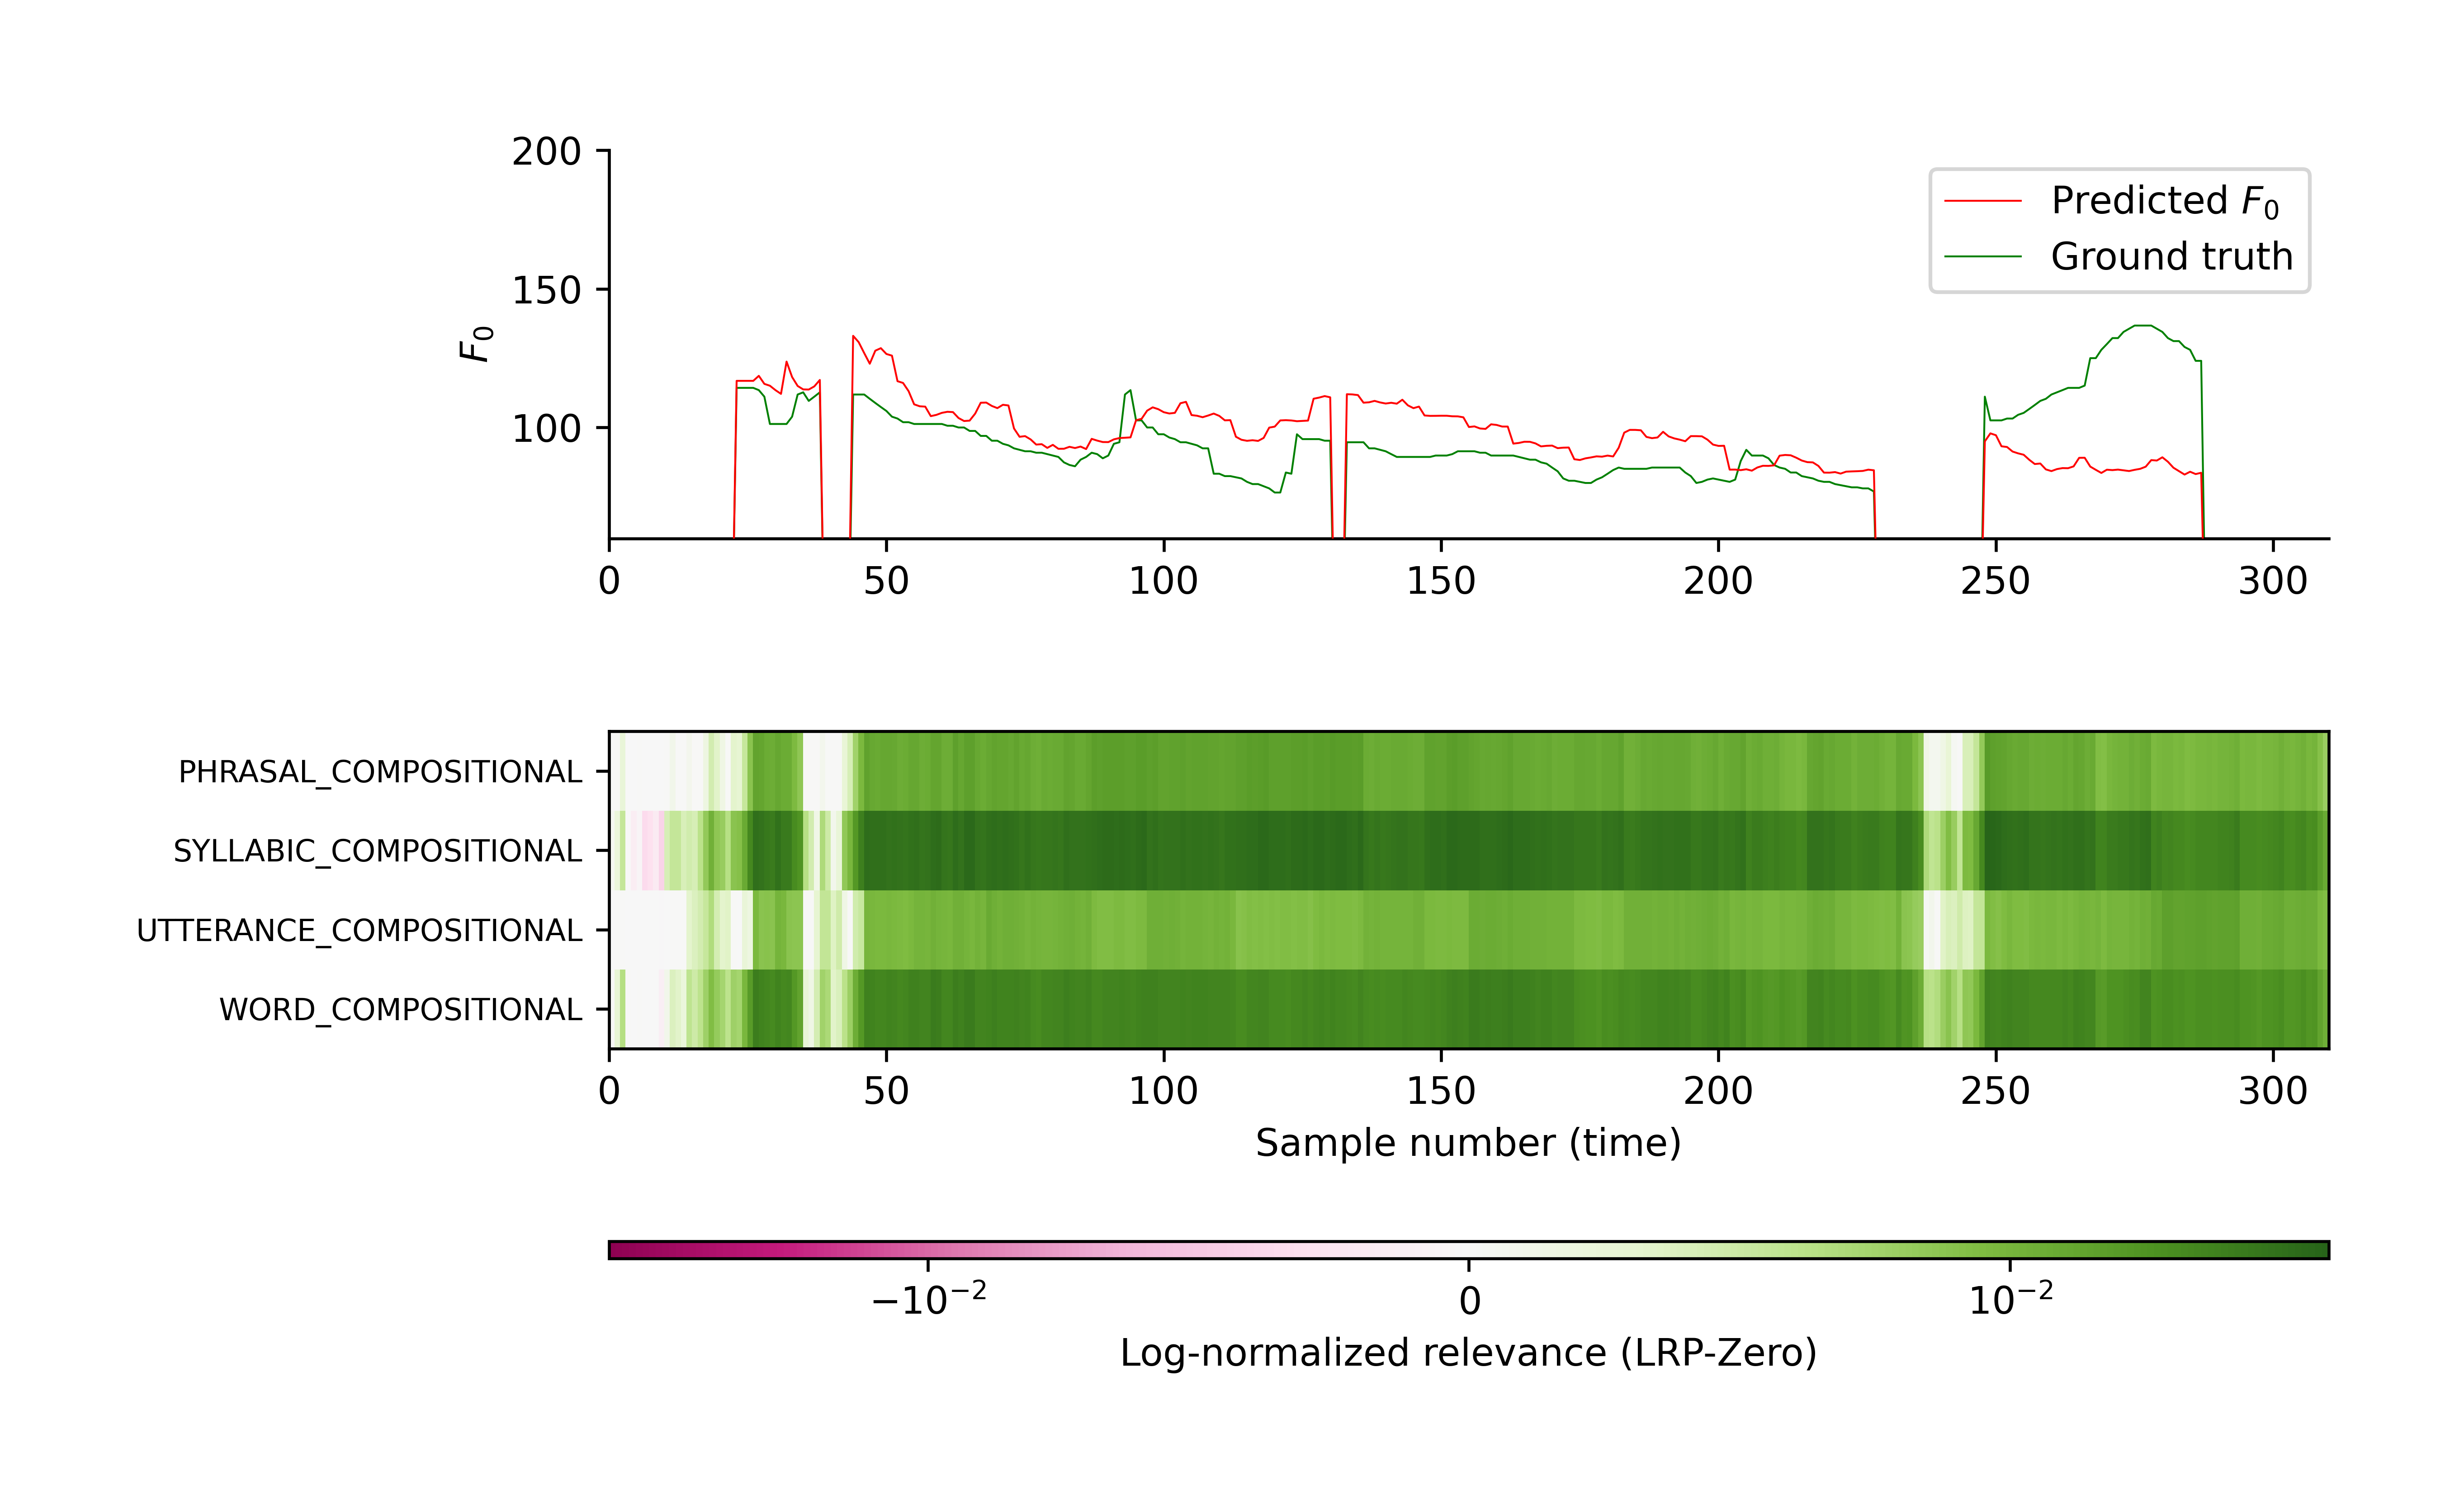 200
150
100
F₀
Predicted F₀
Ground truth
0 50 100 150 200 250 300
PHRASAL_COMPOSITIONAL
SYLLABIC_COMPOSITIONAL
UTTERANCE_COMPOSITIONAL
WORD_COMPOSITIONAL
0 50 100 150 200 250 300
Sample number (time)
−10⁻² 0 10⁻²
Log-normalized relevance (LRP-Zero)